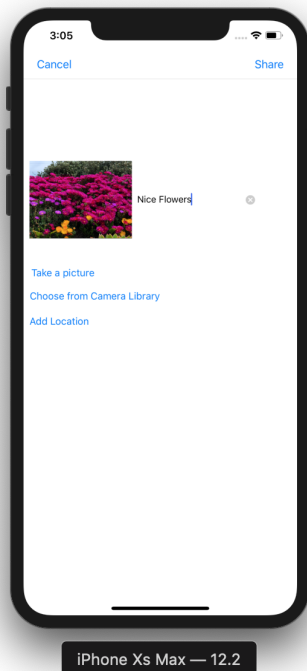 3:05
Cancel Share
Nice Flowers
Take a picture
Choose from Camera Library
Add Location
iPhone Xs Max — 12.2